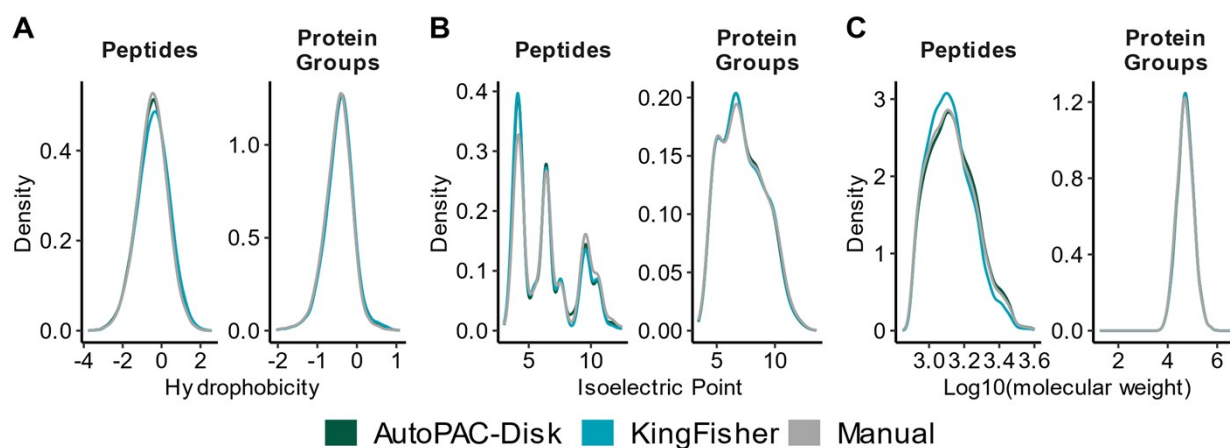 A
Peptides
Protein
Groups
Density
0.4
0.2
0.0
-4
-2
0
2
1.0
0.5
0.0
-2
-1
0
1
Hydrophobicity
B
Peptides
Protein
Groups
Density
0.4
0.3
0.2
0.1
0.0
5
10
0.20
0.15
0.10
0.05
0.00
5
10
Isoelectric Point
C
Peptides
Protein
Groups
Density
3
2
1
0
3.0
3.2
3.4
3.6
1.2
0.8
0.4
0.0
2
4
6
Log10(molecular weight)
AutoPAC-Disk
KingFisher
Manual